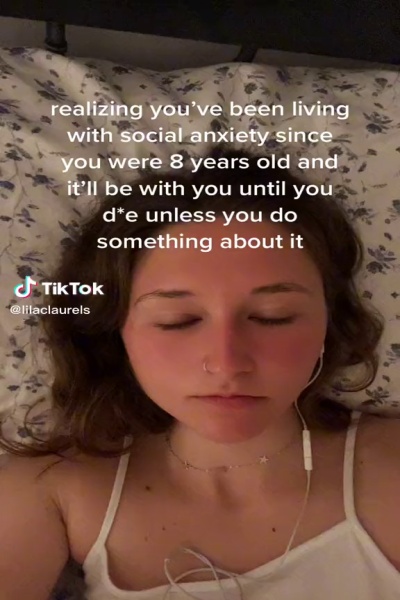 realizing you've been living
with social anxiety since
you were 8 years old and
it'll be with you until you
d*e unless you do
something about it
TikTok
@lilaclaurels